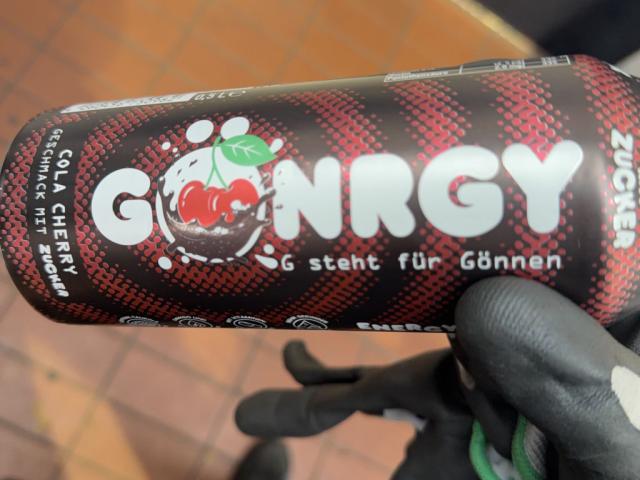 GÖNRGY
G steht für Gönnen
COLA CHERRY
GESCHMACK MIT ZUCKER
ENERGY
ZUCKER